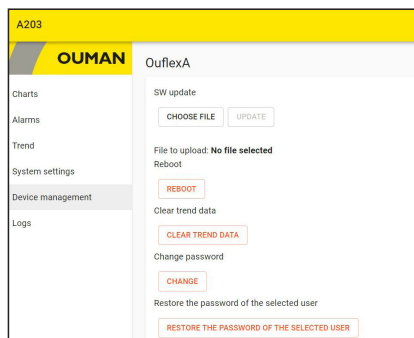 A203
OUMAN
Charts
Alarms
Trend
System settings
Device management
Logs
OuflexA
SW update
CHOOSE FILE
UPDATE
File to upload: No file selected
Reboot
REBOOT
Clear trend data
CLEAR TREND DATA
Change password
CHANGE
Restore the password of the selected user
RESTORE THE PASSWORD OF THE SELECTED USER